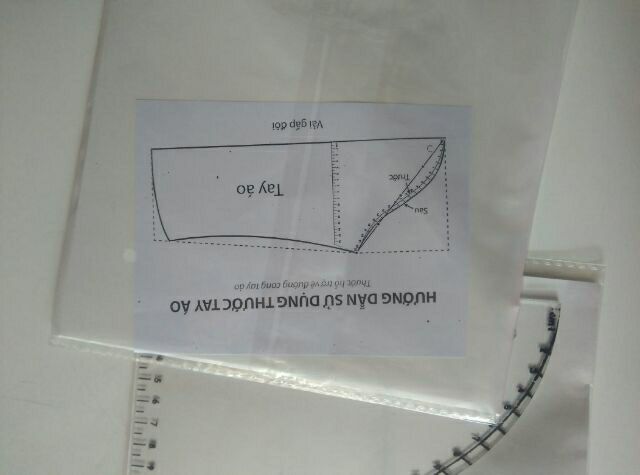 HƯỚNG DẪN SỬ DỤNG THƯỚC TAY ÁO
Thước hỗ trợ vẽ đường cong tay áo
Sau
Trước
Tay áo
Vải gấp đôi